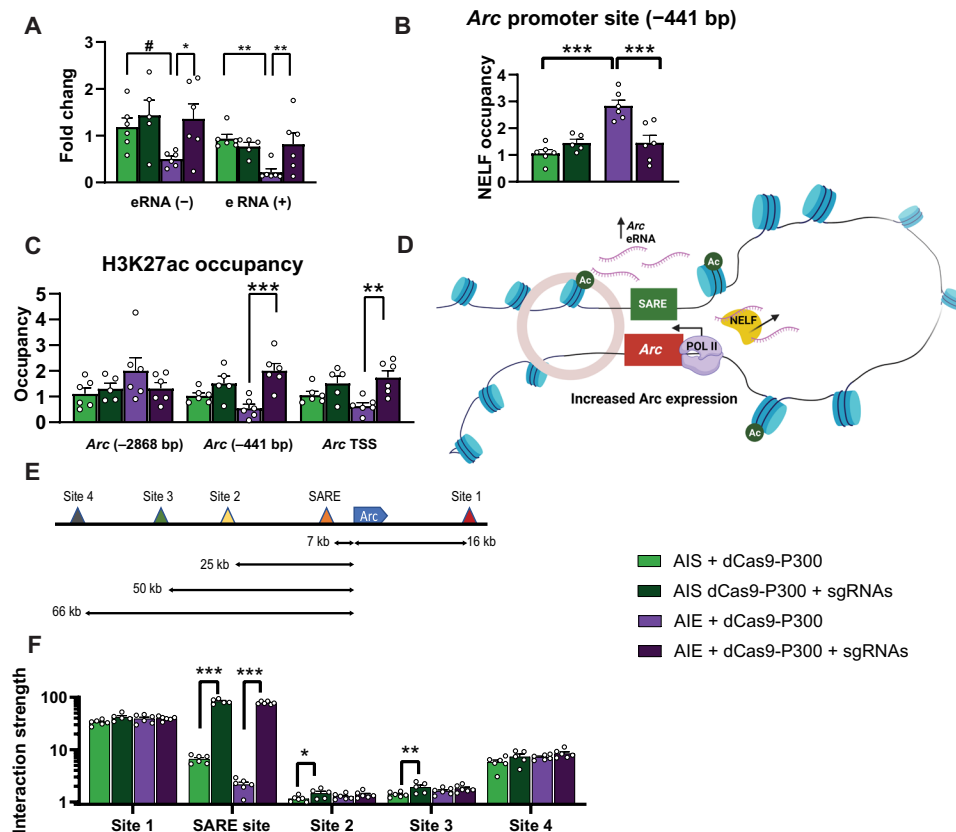 A
Fold chang
3
2
1
0
#
*
**
**
eRNA (−)
e RNA (+)
Arc promoter site (−441 bp)
B
NELF occupancy
4
3
2
1
0
***
***
C
H3K27ac occupancy
Occupancy
5
4
3
2
1
0
***
**
Arc (−2868 bp)
Arc (−441 bp)
Arc TSS
D
Arc
eRNA
Ac
Ac
SARE
NELF
Arc
POL II
Increased Arc expression
Ac
E
Site 4
Site 3
Site 2
SARE
Arc
Site 1
7 kb
16 kb
25 kb
50 kb
66 kb
AIS + dCas9-P300
AIS dCas9-P300 + sgRNAs
AIE + dCas9-P300
AIE + dCas9-P300 + sgRNAs
F
Interaction strength
100
10
1
***
***
*
**
Site 1
SARE site
Site 2
Site 3
Site 4